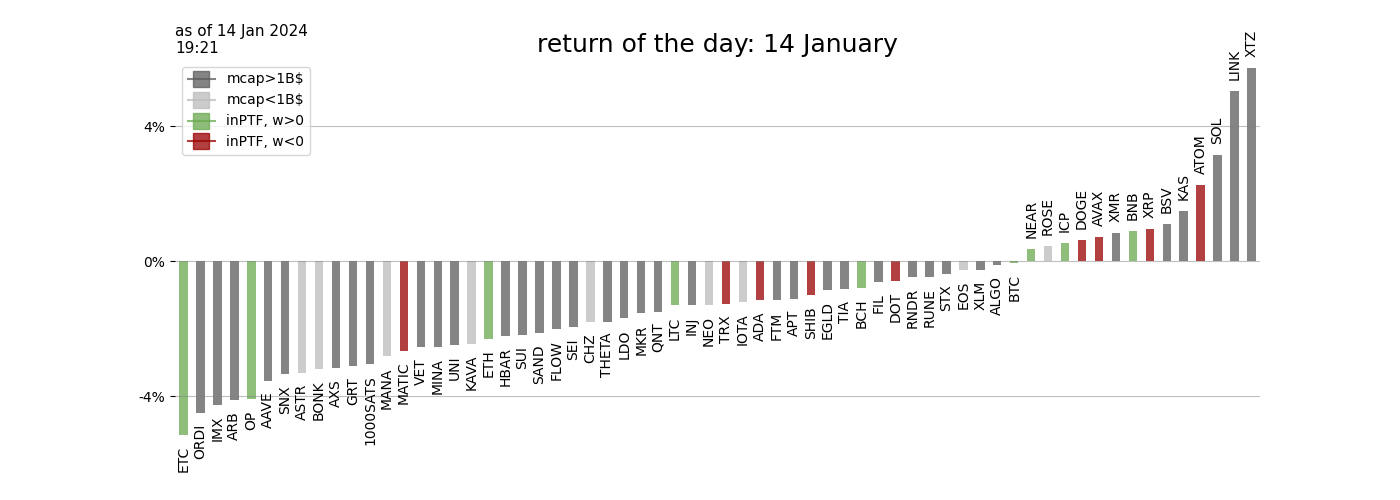 as of 14 Jan 2024
19:21
return of the day: 14 January
mcap>1B$
mcap<1B$
inPTF, w>0
inPTF, w<0
4%
0%
-4%
ETC
ORDI
IMX
ARB
OP
AAVE
SNX
ASTR
BONK
AXS
GRT
1000SATS
MANA
MATIC
VET
MINA
UNI
KAVA
ETH
HBAR
SUI
SAND
FLOW
SEI
CHZ
THETA
LDO
MKR
QNT
LTC
INJ
NEO
TRX
IOTA
ADA
FTM
APT
SHIB
EGLD
TIA
BCH
FIL
DOT
RNDR
RUNE
STX
EOS
XLM
ALGO
BTC
NEAR
ROSE
ICP
DOGE
AVAX
XMR
BNB
XRP
BSV
KAS
ATOM
SOL
LINK
XTZ